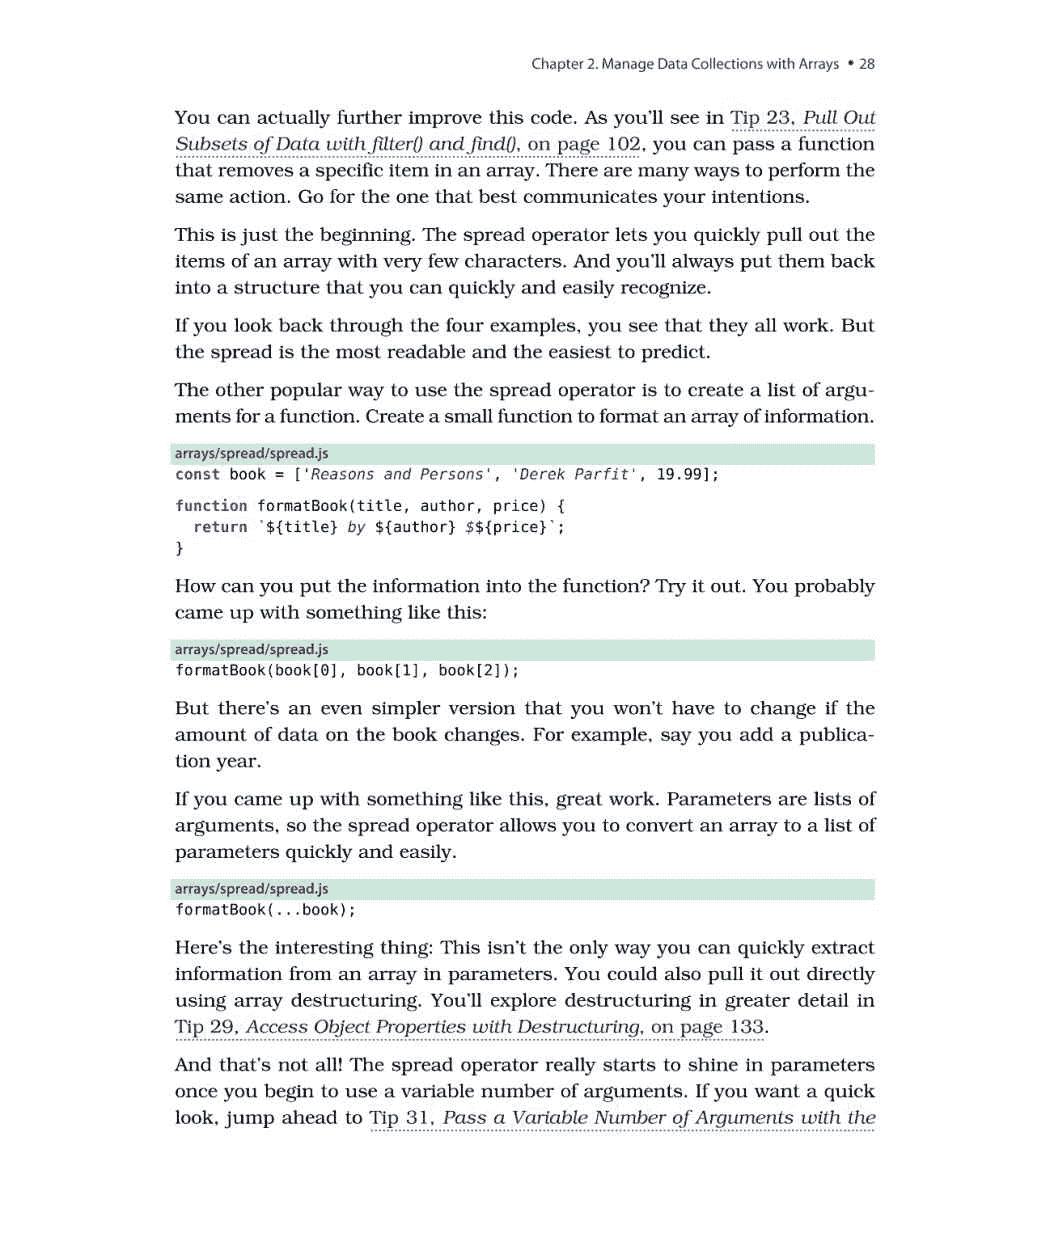 Chapter 2. Manage Data Collections with Arrays • 28
You can actually further improve this code. As you'll see in Tip 23, Pull Out
Subsets of Data with filter() and find(), on page 102, you can pass a function
that removes a specific item in an array. There are many ways to perform the
same action. Go for the one that best communicates your intentions.
This is just the beginning. The spread operator lets you quickly pull out the
items of an array with very few characters. And you'll always put them back
into a structure that you can quickly and easily recognize.
If you look back through the four examples, you see that they all work. But
the spread is the most readable and the easiest to predict.
The other popular way to use the spread operator is to create a list of argu-
ments for a function. Create a small function to format an array of information.
arrays/spread/spread.js
const book = ['Reasons and Persons', 'Derek Parfit', 19.99];
function formatBook(title, author, price) {
  return `${title} by ${author} $${price}`;
}
How can you put the information into the function? Try it out. You probably
came up with something like this:
arrays/spread/spread.js
formatBook(book[0], book[1], book[2]);
But there's an even simpler version that you won't have to change if the
amount of data on the book changes. For example, say you add a publica-
tion year.
If you came up with something like this, great work. Parameters are lists of
arguments, so the spread operator allows you to convert an array to a list of
parameters quickly and easily.
arrays/spread/spread.js
formatBook(...book);
Here's the interesting thing: This isn't the only way you can quickly extract
information from an array in parameters. You could also pull it out directly
using array destructuring. You'll explore destructuring in greater detail in
Tip 29, Access Object Properties with Destructuring, on page 133.
And that's not all! The spread operator really starts to shine in parameters
once you begin to use a variable number of arguments. If you want a quick
look, jump ahead to Tip 31, Pass a Variable Number of Arguments with the